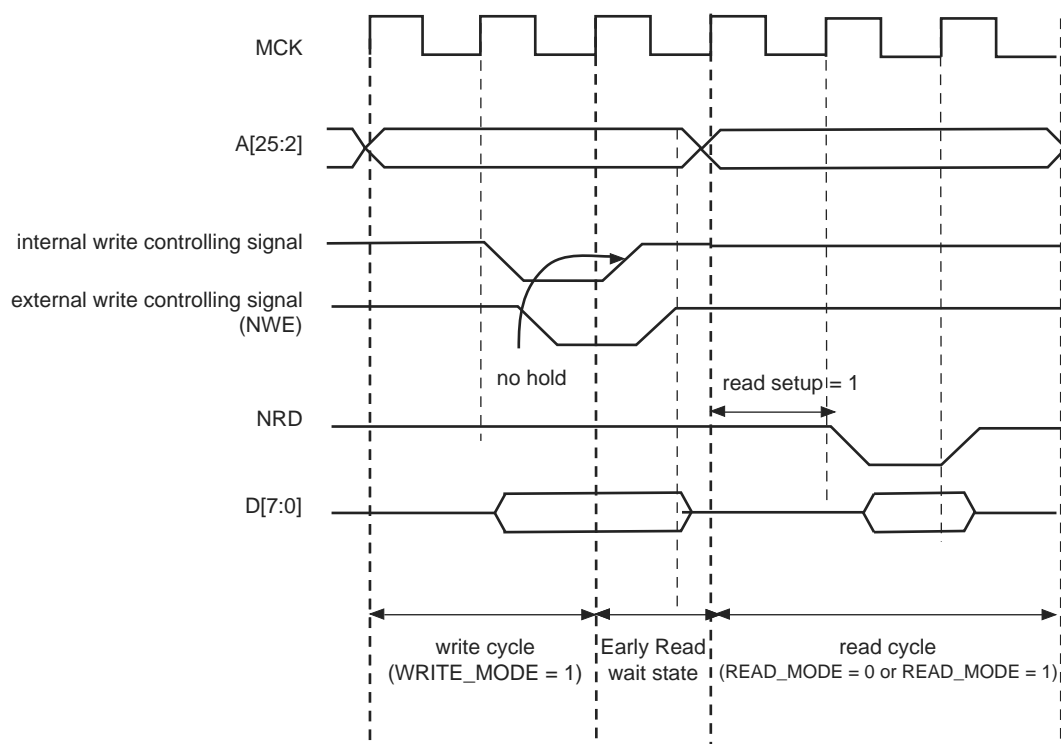 MCK
A[25:2]
internal write controlling signal
external write controlling signal
(NWE)
no hold
read setup = 1
NRD
D[7:0]
write cycle
(WRITE_MODE = 1)
Early Read
wait state
read cycle
(READ_MODE = 0 or READ_MODE = 1)